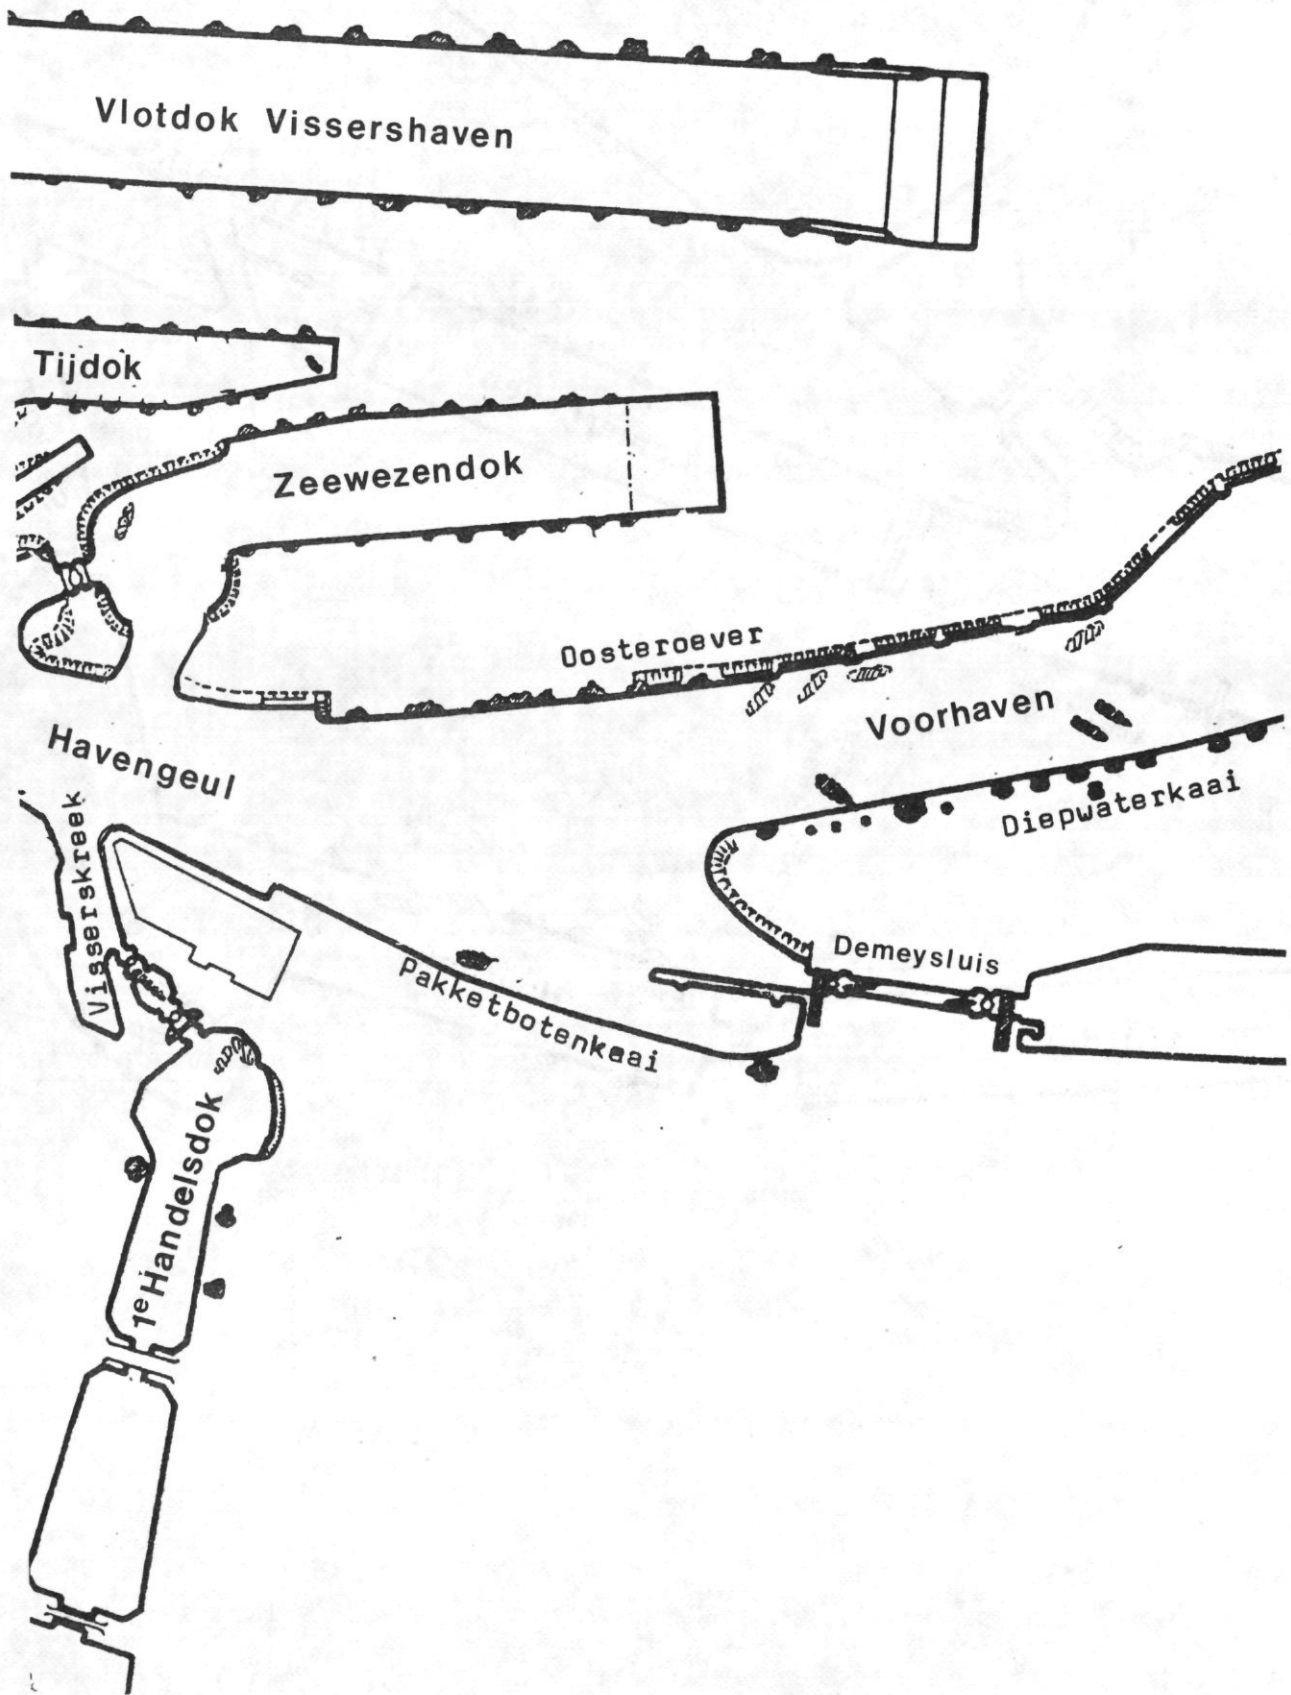 Vlotdok Vissershaven
Tijdok
Zeewezendok
Oosteroever
Voorhaven
Havengeul
Diepwaterkaai
Visserskreek
Demeysluis
Pakketbotenkaai
1e Handelsdok